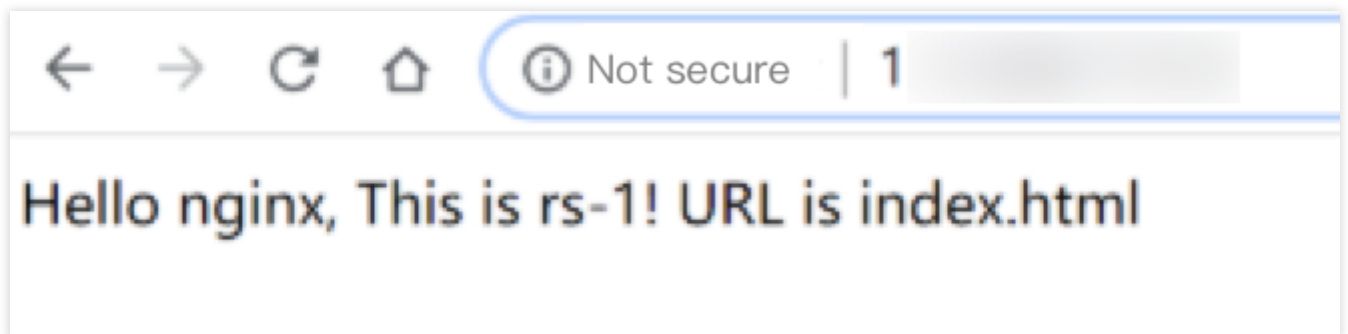 Not secure | 1
Hello nginx, This is rs-1! URL is index.html